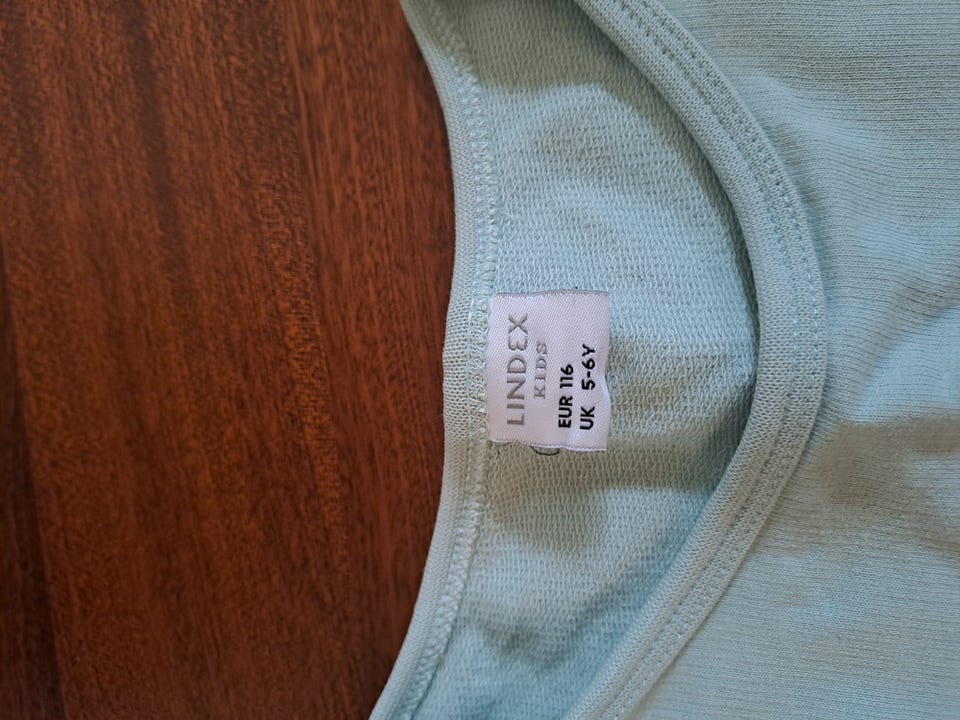 LINDEX
KIDS
EUR 116
UK 5-6Y